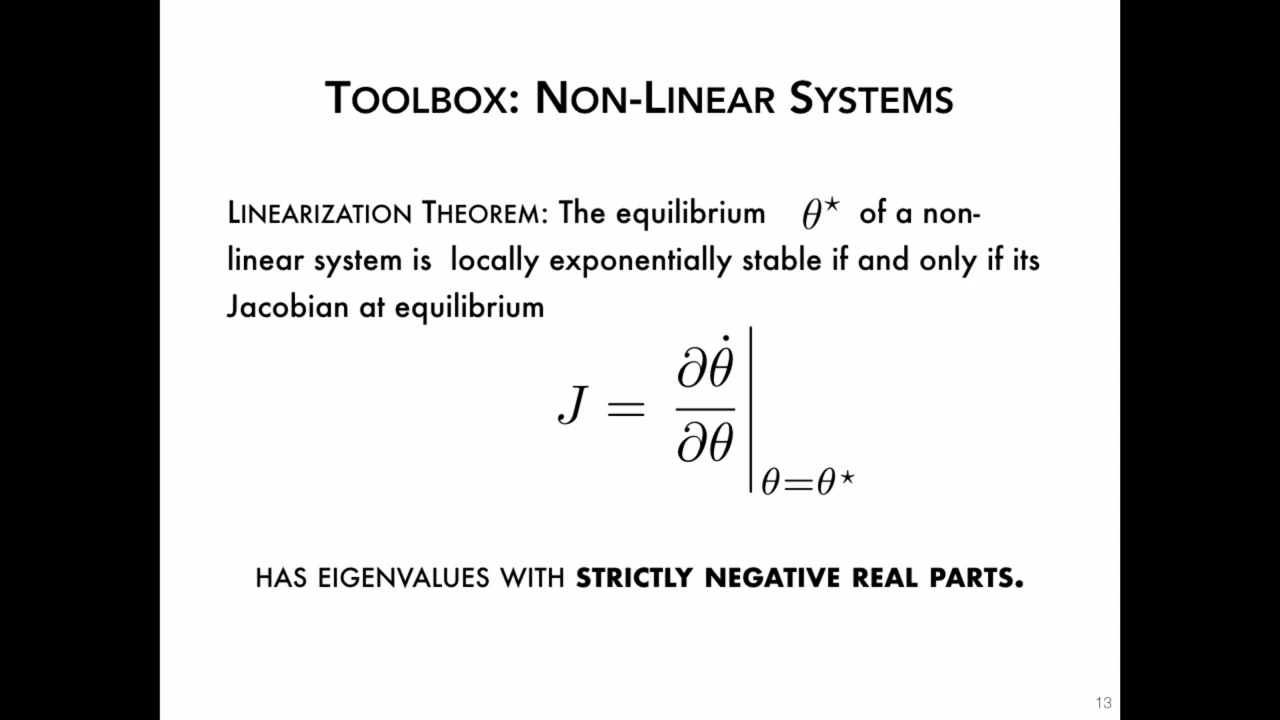 TOOLBOX: NON-LINEAR SYSTEMS
LINEARIZATION THEOREM: The equilibrium θ⋆ of a non-
linear system is locally exponentially stable if and only if its
Jacobian at equilibrium
J = ∂θ̇/∂θ |θ=θ⋆
HAS EIGENVALUES WITH STRICTLY NEGATIVE REAL PARTS.
13